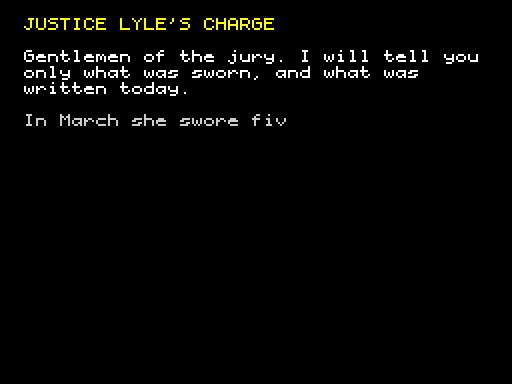 JUSTICE LYLE'S CHARGE
Gentlemen of the jury. I will tell you
only what was sworn, and what was
written today.
In March she swore fiv